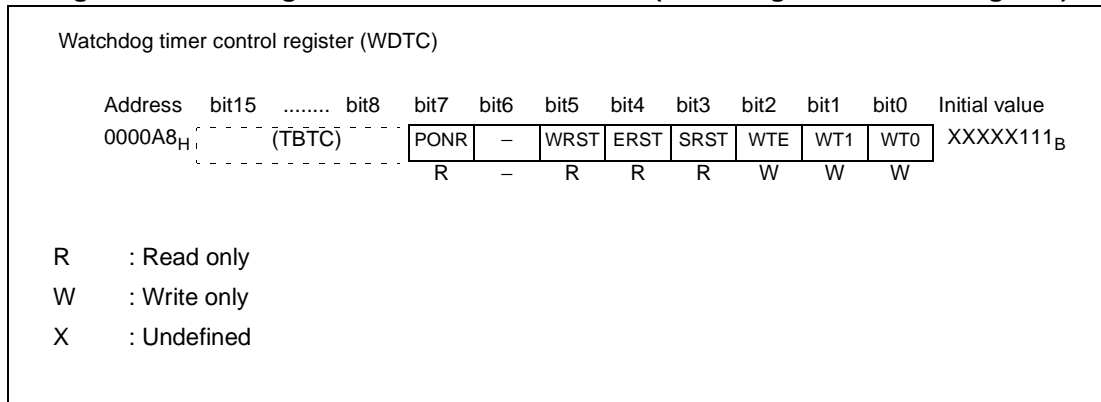 Watchdog timer control register (WDTC)
Address bit15 ........ bit8 bit7 bit6 bit5 bit4 bit3 bit2 bit1 bit0 Initial value
0000A8H (TBTC) PONR – WRST ERST SRST WTE WT1 WT0 XXXXX111B
R – R R R W W W
R : Read only
W : Write only
X : Undefined